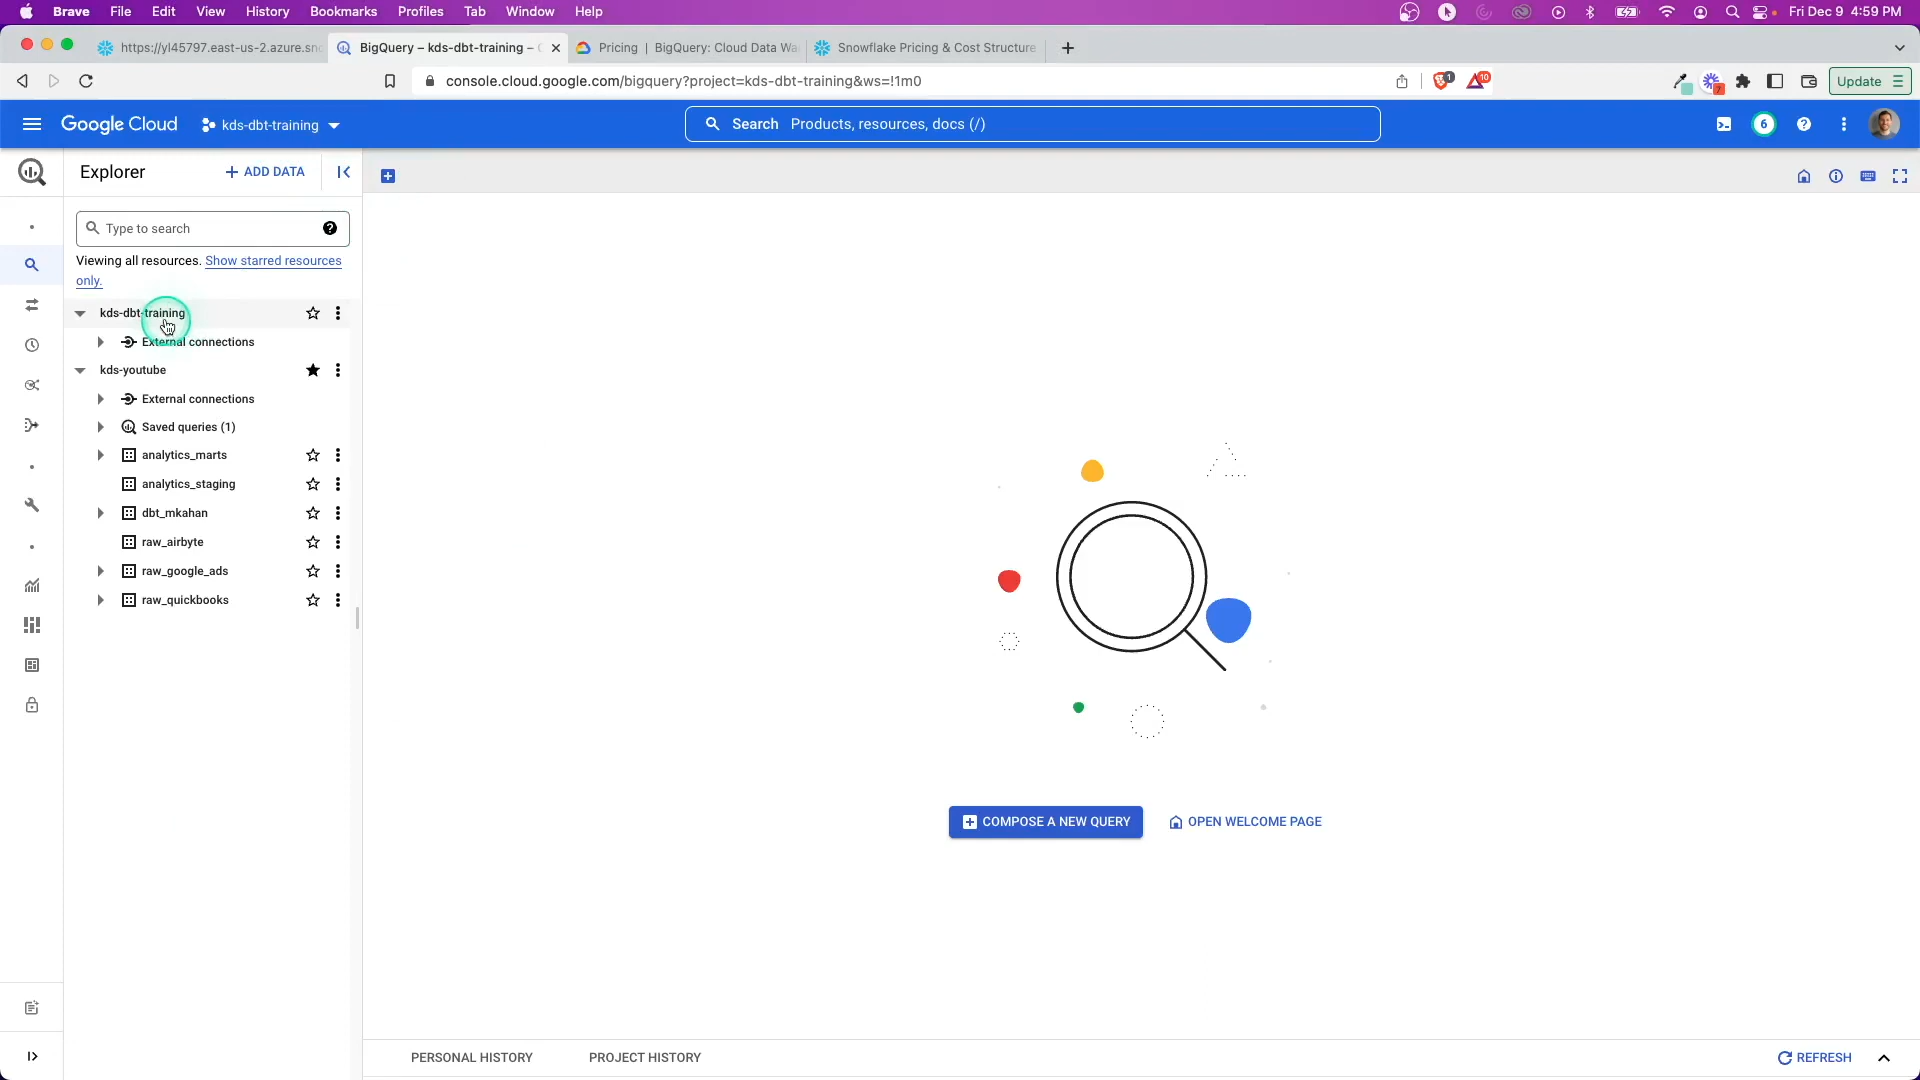 Brave File Edit View History Bookmarks Profiles Tab Window Help Fri Dec 9 4:59 PM
https://yl45797.east-us-2.azure.sno BigQuery – kds-dbt-training – Pricing | BigQuery: Cloud Data Wa Snowflake Pricing & Cost Structure
console.cloud.google.com/bigquery?project=kds-dbt-training&ws=!1m0 1 10 7 Update
Google Cloud kds-dbt-training Search Products, resources, docs (/) 6
Explorer + ADD DATA
Type to search
Viewing all resources. Show starred resources
only.
kds-dbt-training
External connections
kds-youtube
External connections
Saved queries (1)
analytics_marts
analytics_staging
dbt_mkahan
raw_airbyte
raw_google_ads
raw_quickbooks
COMPOSE A NEW QUERY OPEN WELCOME PAGE
PERSONAL HISTORY PROJECT HISTORY REFRESH